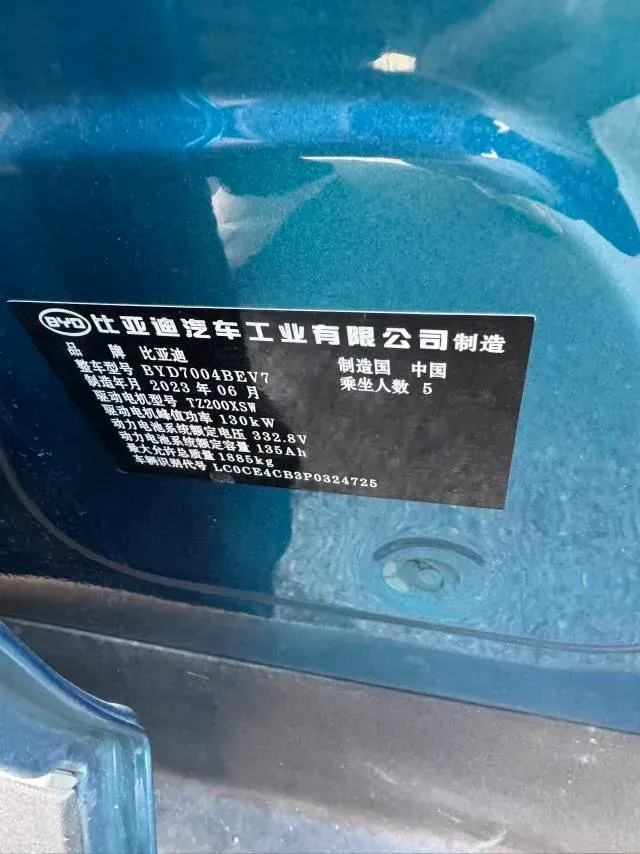 BYD 比亚迪汽车工业有限公司 制造
品 牌 比亚迪
制造国 中国
整车型号 BYD7004BEV7
乘坐人数 5
制造年月 2023 年 06 月
驱动电机型号 TZ200XSW
驱动电机峰值功率 130kW
动力电池系统额定电压 332.8V
动力电池系统额定容量 135Ah
最大允许总质量 1885kg
车辆识别代号 LC0CE4CB3P0324725